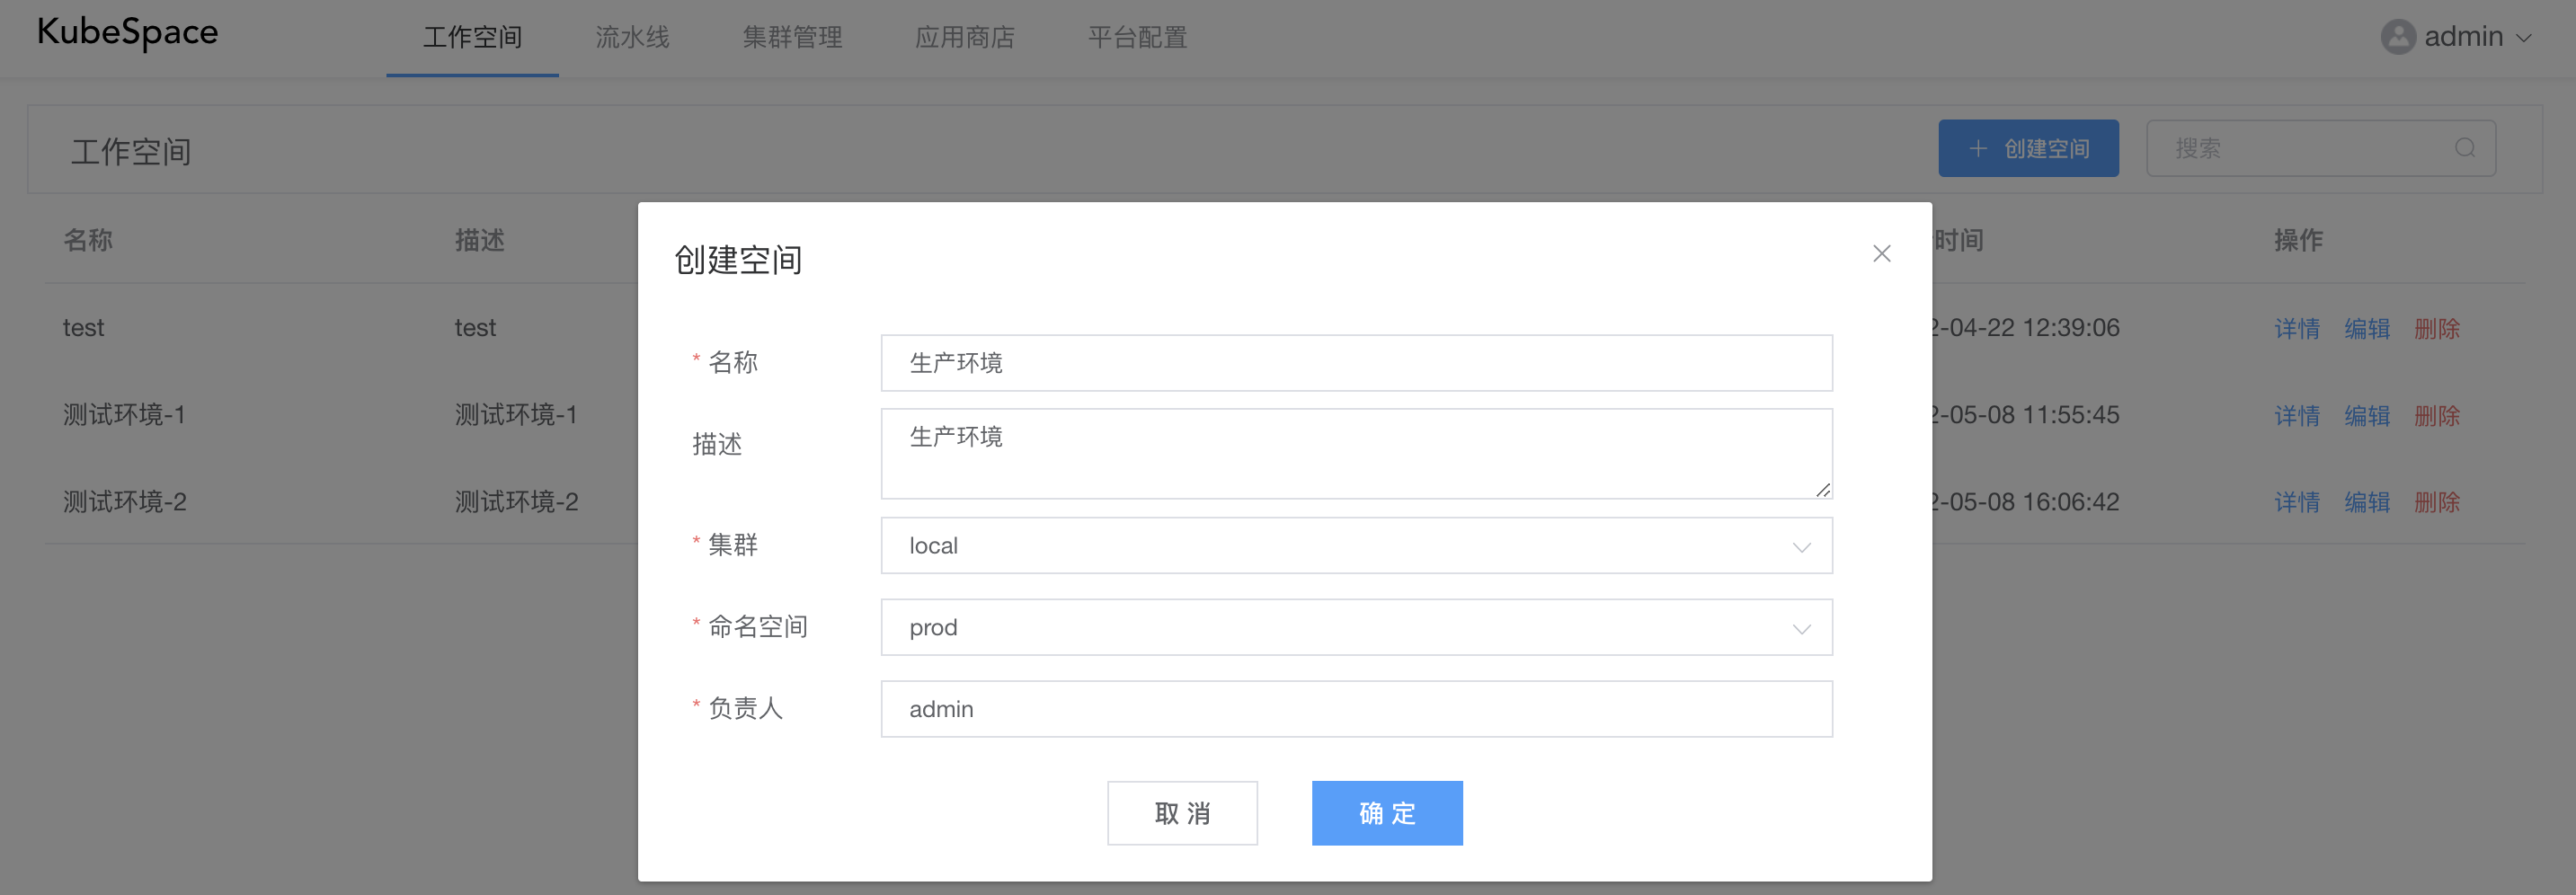 KubeSpace 工作空间 流水线 集群管理 应用商店 平台配置 admin
工作空间 + 创建空间 搜索
名称 描述 时间 操作
test test 2-04-22 12:39:06 详情 编辑 删除
测试环境-1 测试环境-1 2-05-08 11:55:45 详情 编辑 删除
测试环境-2 测试环境-2 2-05-08 16:06:42 详情 编辑 删除
创建空间
* 名称 生产环境
描述 生产环境
* 集群 local
* 命名空间 prod
* 负责人 admin
取 消 确 定